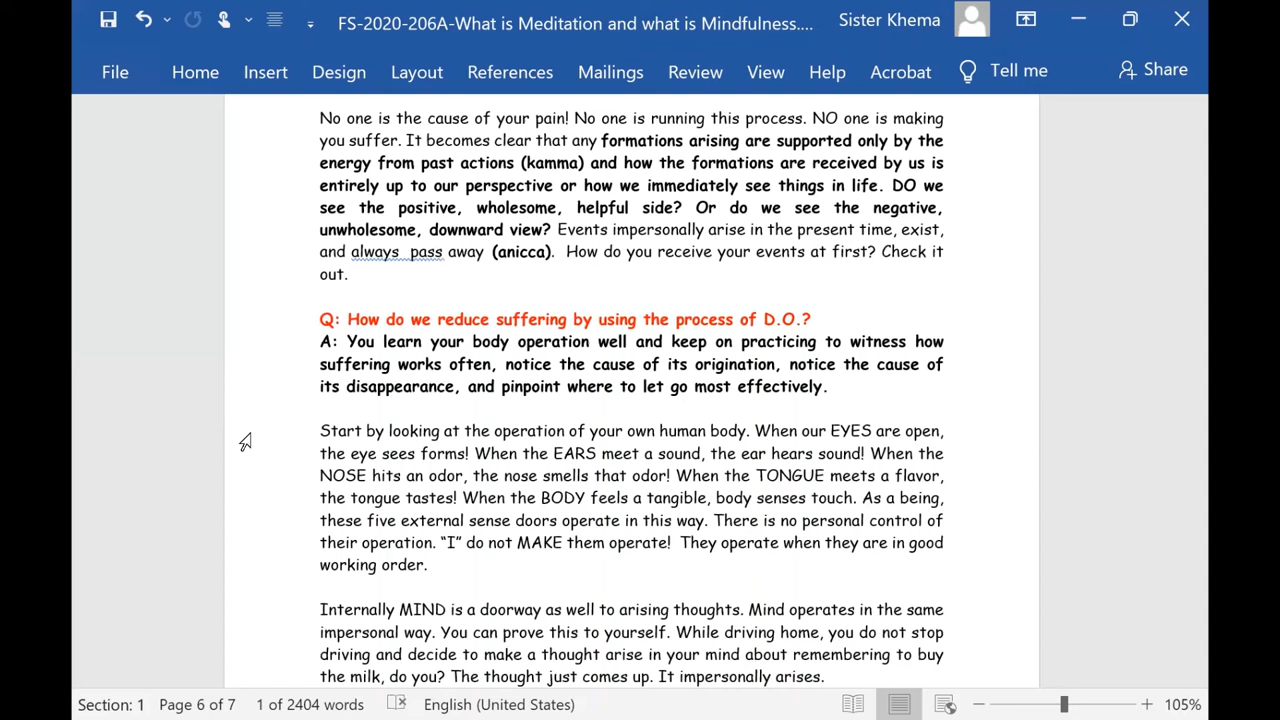 FS-2020-206A-What is Meditation and what is Mindfulness....
Sister Khema
File Home Insert Design Layout References Mailings Review View Help Acrobat Tell me Share
No one is the cause of your pain! No one is running this process. NO one is making
you suffer. It becomes clear that any formations arising are supported only by the
energy from past actions (kamma) and how the formations are received by us is
entirely up to our perspective or how we immediately see things in life. DO we
see the positive, wholesome, helpful side? Or do we see the negative,
unwholesome, downward view? Events impersonally arise in the present time, exist,
and always pass away (anicca). How do you receive your events at first? Check it
out.
Q: How do we reduce suffering by using the process of D.O.?
A: You learn your body operation well and keep on practicing to witness how
suffering works often, notice the cause of its origination, notice the cause of
its disappearance, and pinpoint where to let go most effectively.
Start by looking at the operation of your own human body. When our EYES are open,
the eye sees forms! When the EARS meet a sound, the ear hears sound! When the
NOSE hits an odor, the nose smells that odor! When the TONGUE meets a flavor,
the tongue tastes! When the BODY feels a tangible, body senses touch. As a being,
these five external sense doors operate in this way. There is no personal control of
their operation. “I” do not MAKE them operate! They operate when they are in good
working order.
Internally MIND is a doorway as well to arising thoughts. Mind operates in the same
impersonal way. You can prove this to yourself. While driving home, you do not stop
driving and decide to make a thought arise in your mind about remembering to buy
the milk, do you? The thought just comes up. It impersonally arises.
Section: 1 Page 6 of 7 1 of 2404 words English (United States) 105%